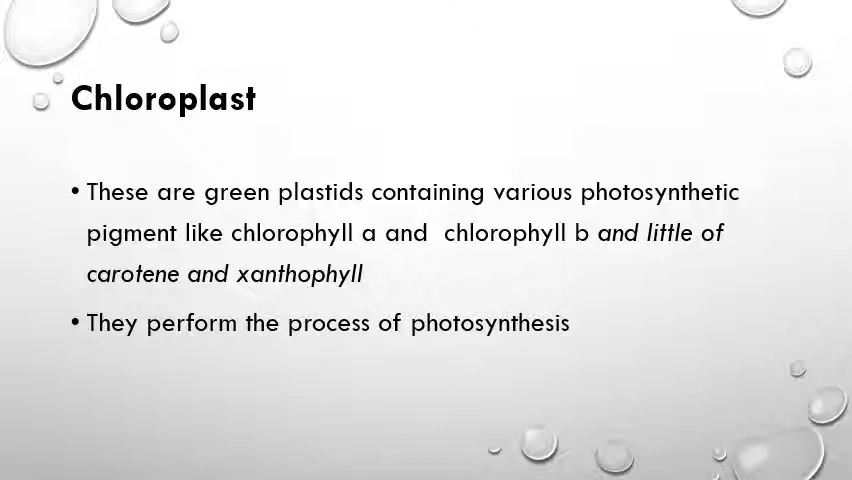 Chloroplast
• These are green plastids containing various photosynthetic
pigment like chlorophyll a and  chlorophyll b and little of
carotene and xanthophyll
• They perform the process of photosynthesis